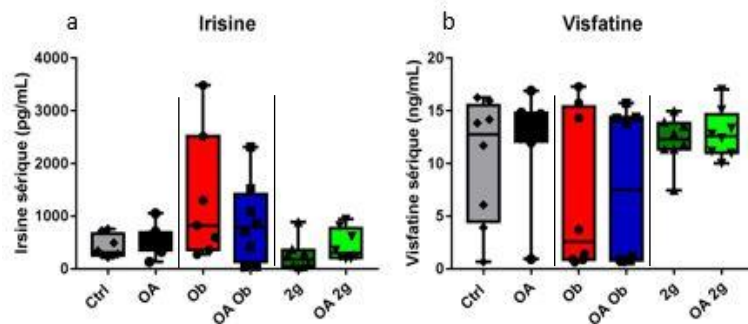 a
Irisine
Irsine sérique (pg/mL)
4000
3000
2000
1000
0
Ctrl
OA
Ob
OA Ob
2g
OA 2g
b
Visfatine
Visfatine sérique (ng/mL)
20
15
10
5
0
Ctrl
OA
Ob
OA Ob
2g
OA 2g